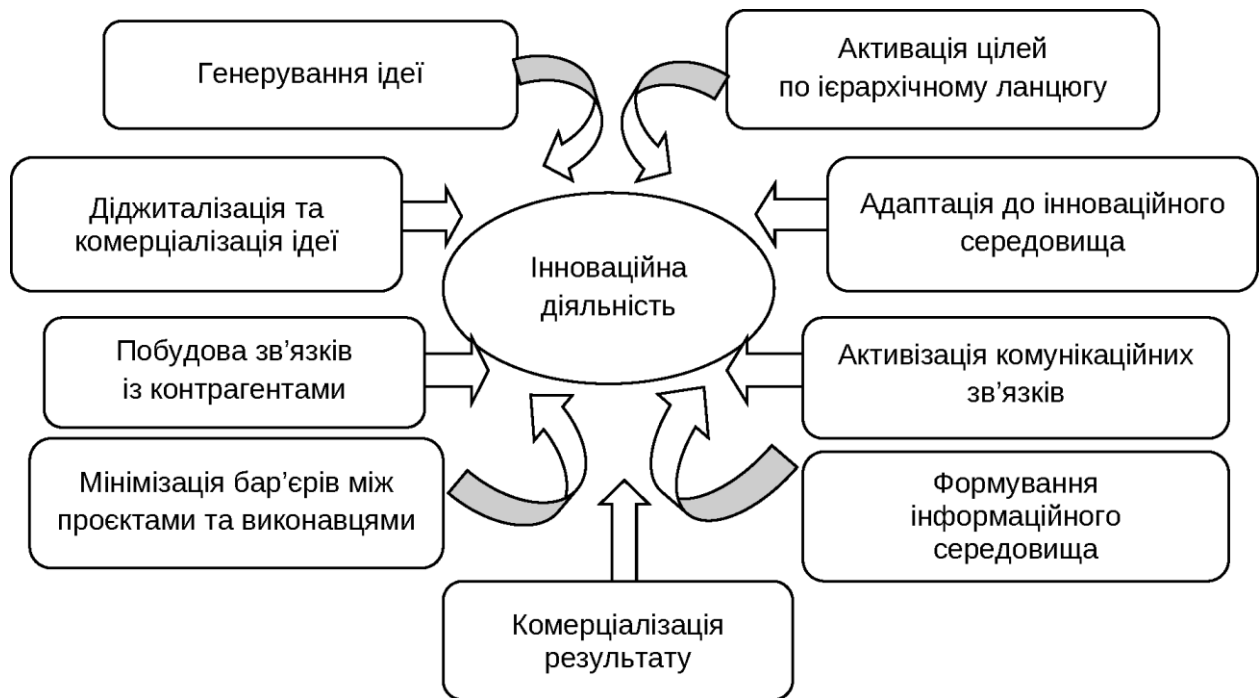 Генерування ідеї
Активація цілей
по ієрархічному ланцюгу
Діджиталізація та
комерціалізація ідеї
Адаптація до інноваційного
середовища
Інноваційна
діяльність
Побудова зв’язків
із контрагентами
Активізація комунікаційних
зв’язків
Мінімізація бар’єрів між
проєктами та виконавцями
Формування
інформаційного
середовища
Комерціалізація
результату